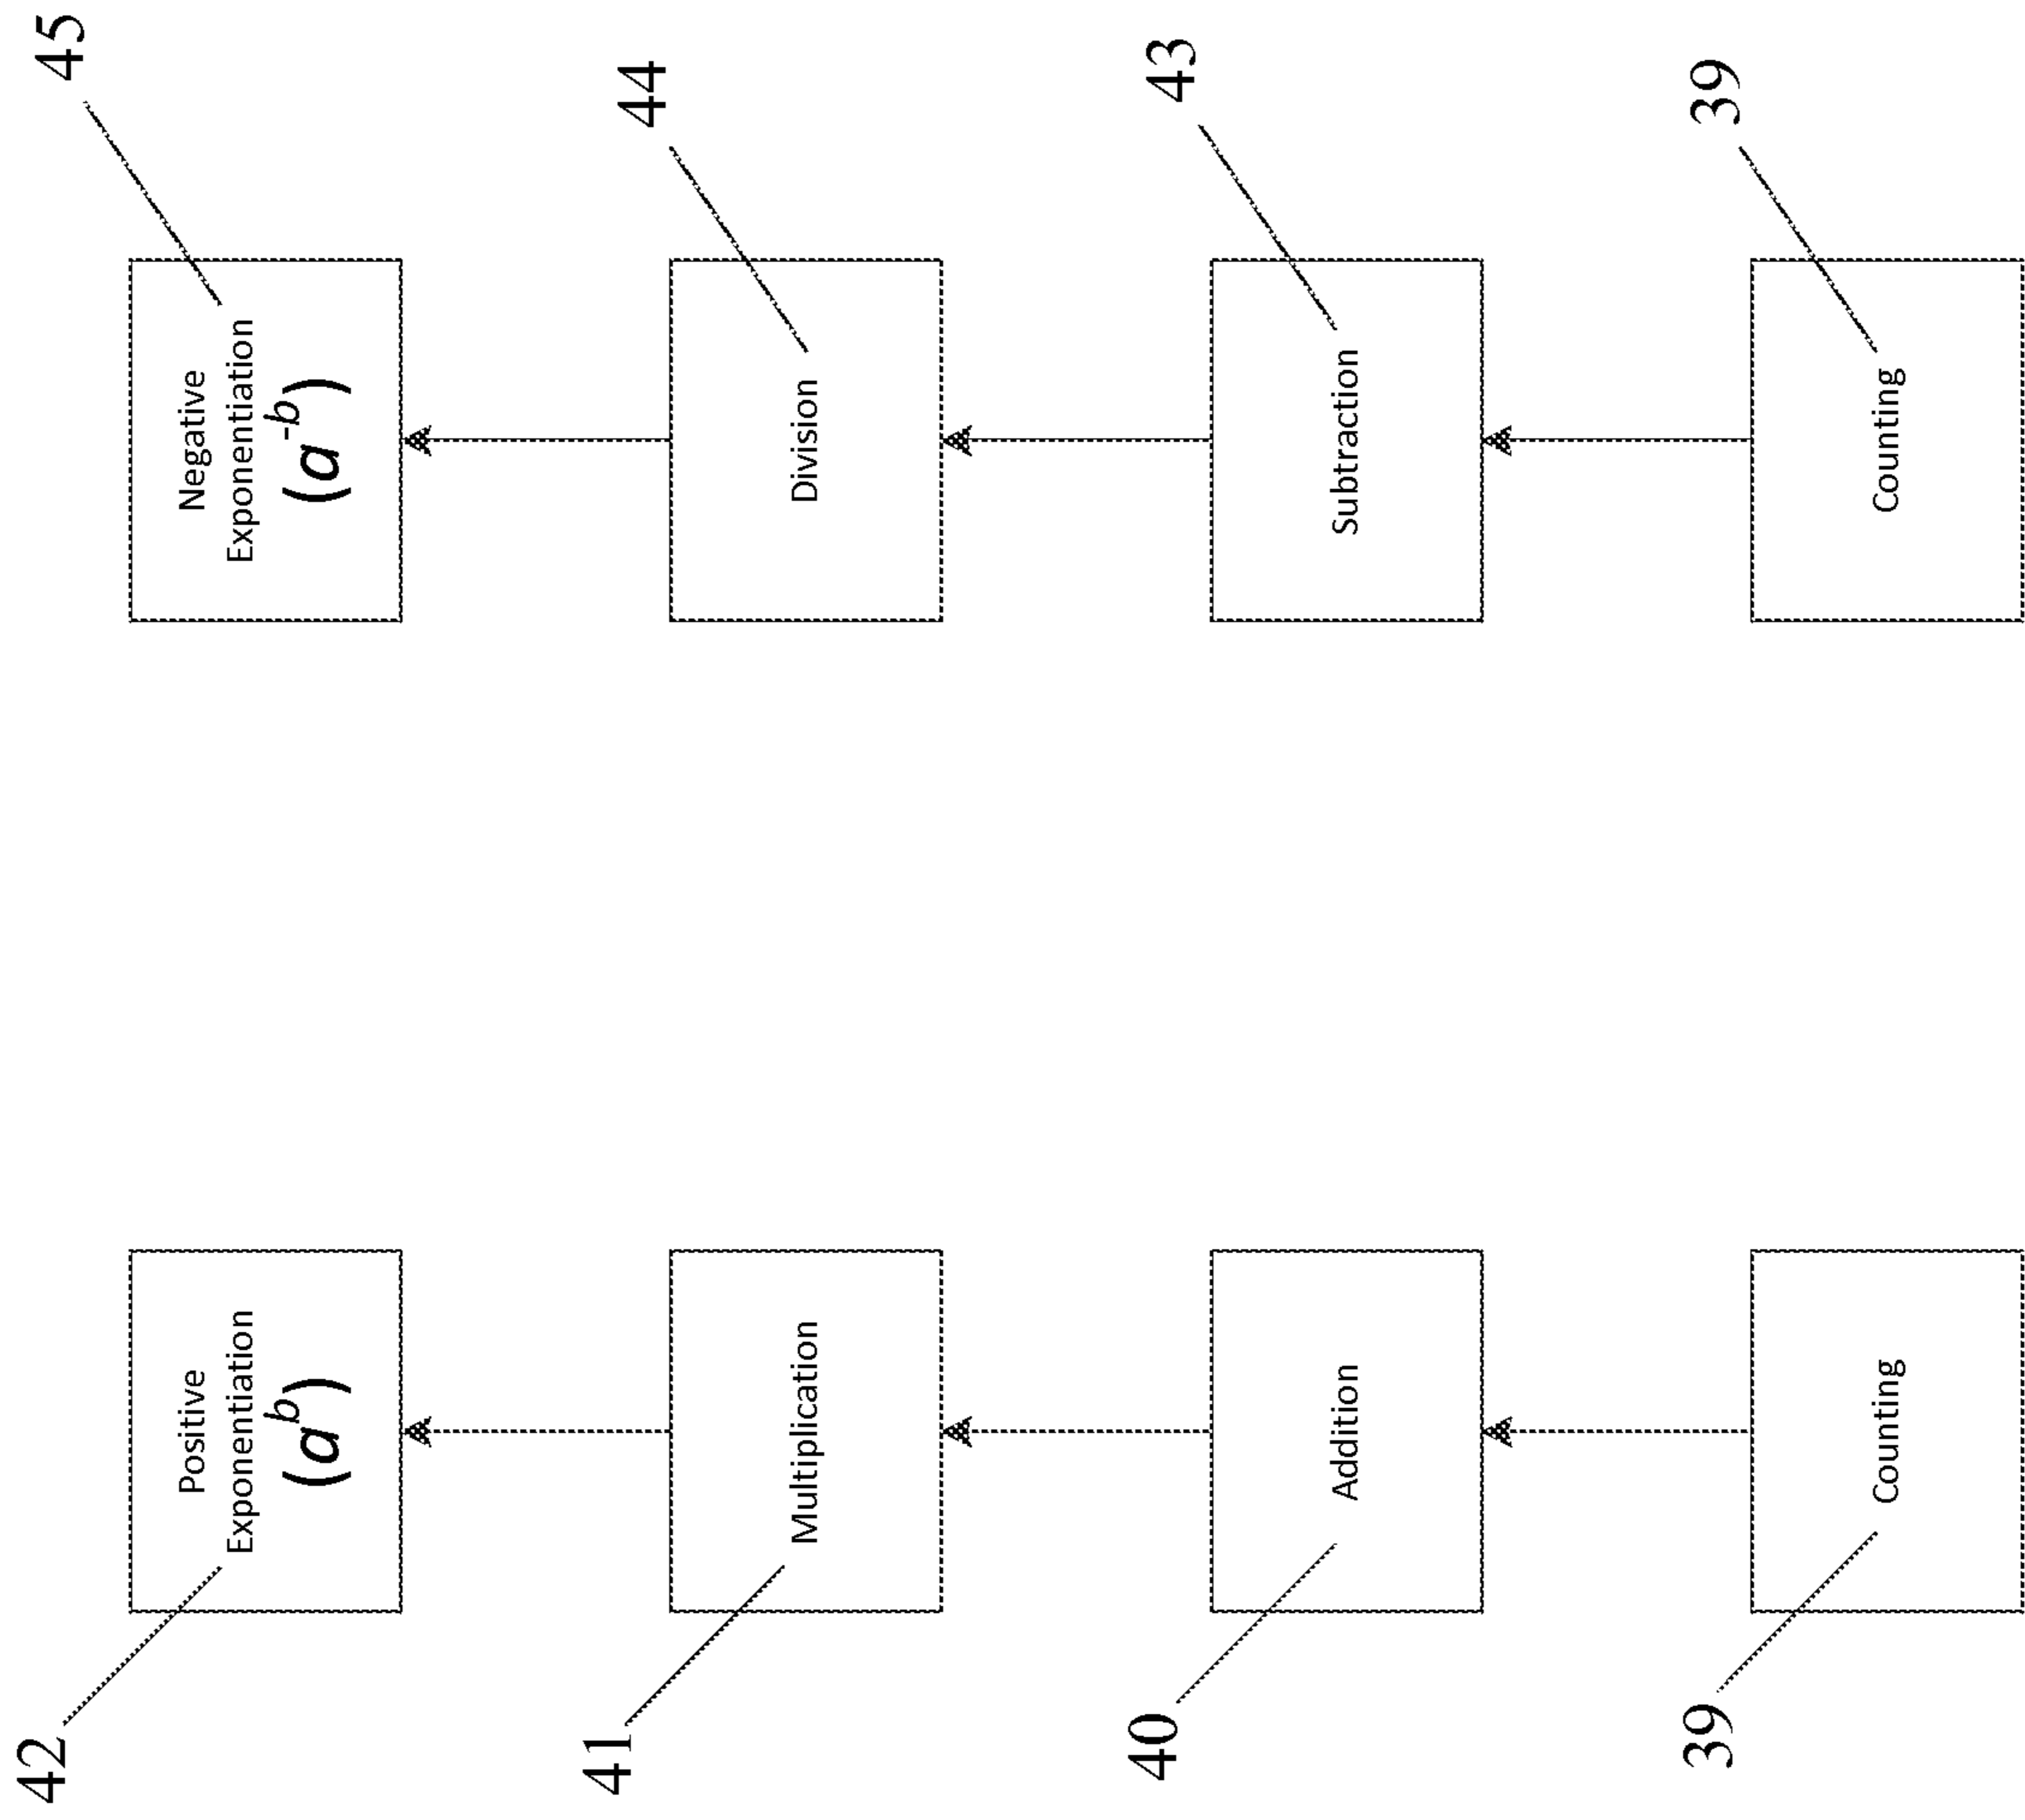 42
Positive
Exponentiation
(a^b)
41
Multiplication
40
Addition
39
Counting
45
Negative
Exponentiation
(a^-b)
44
Division
43
Subtraction
39
Counting